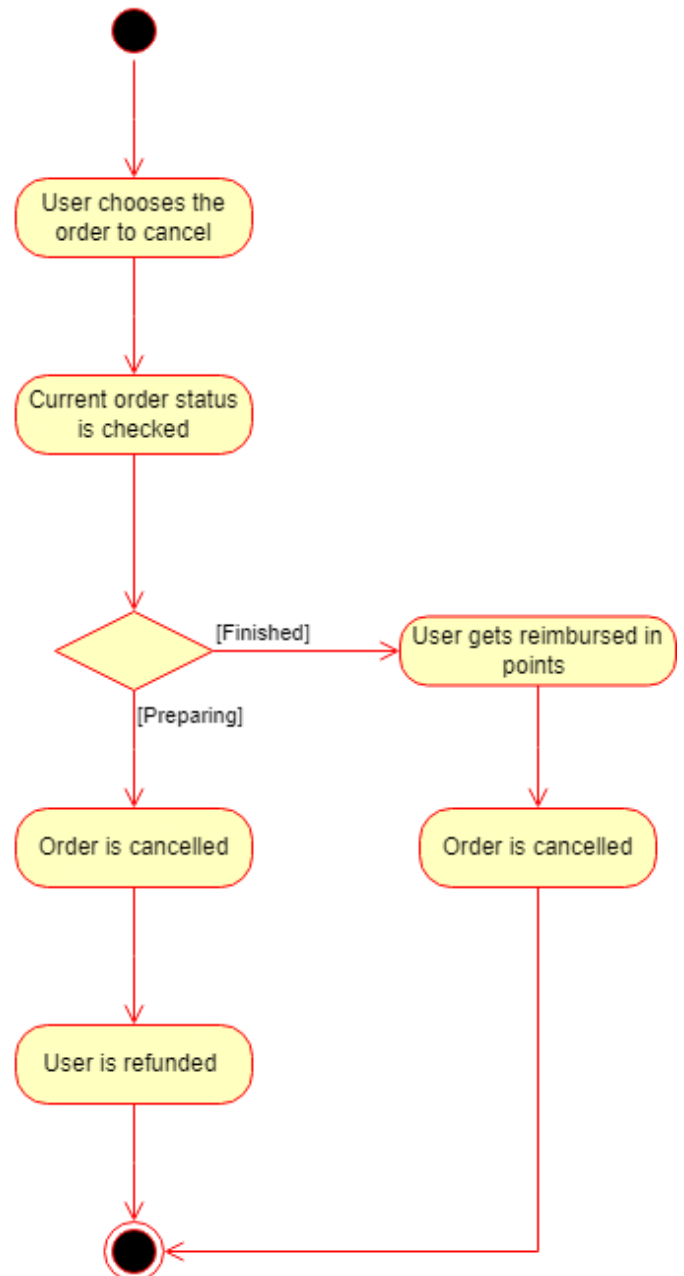 User chooses the
order to cancel
Current order status
is checked
[Finished]
User gets reimbursed in
points
[Preparing]
Order is cancelled
Order is cancelled
User is refunded